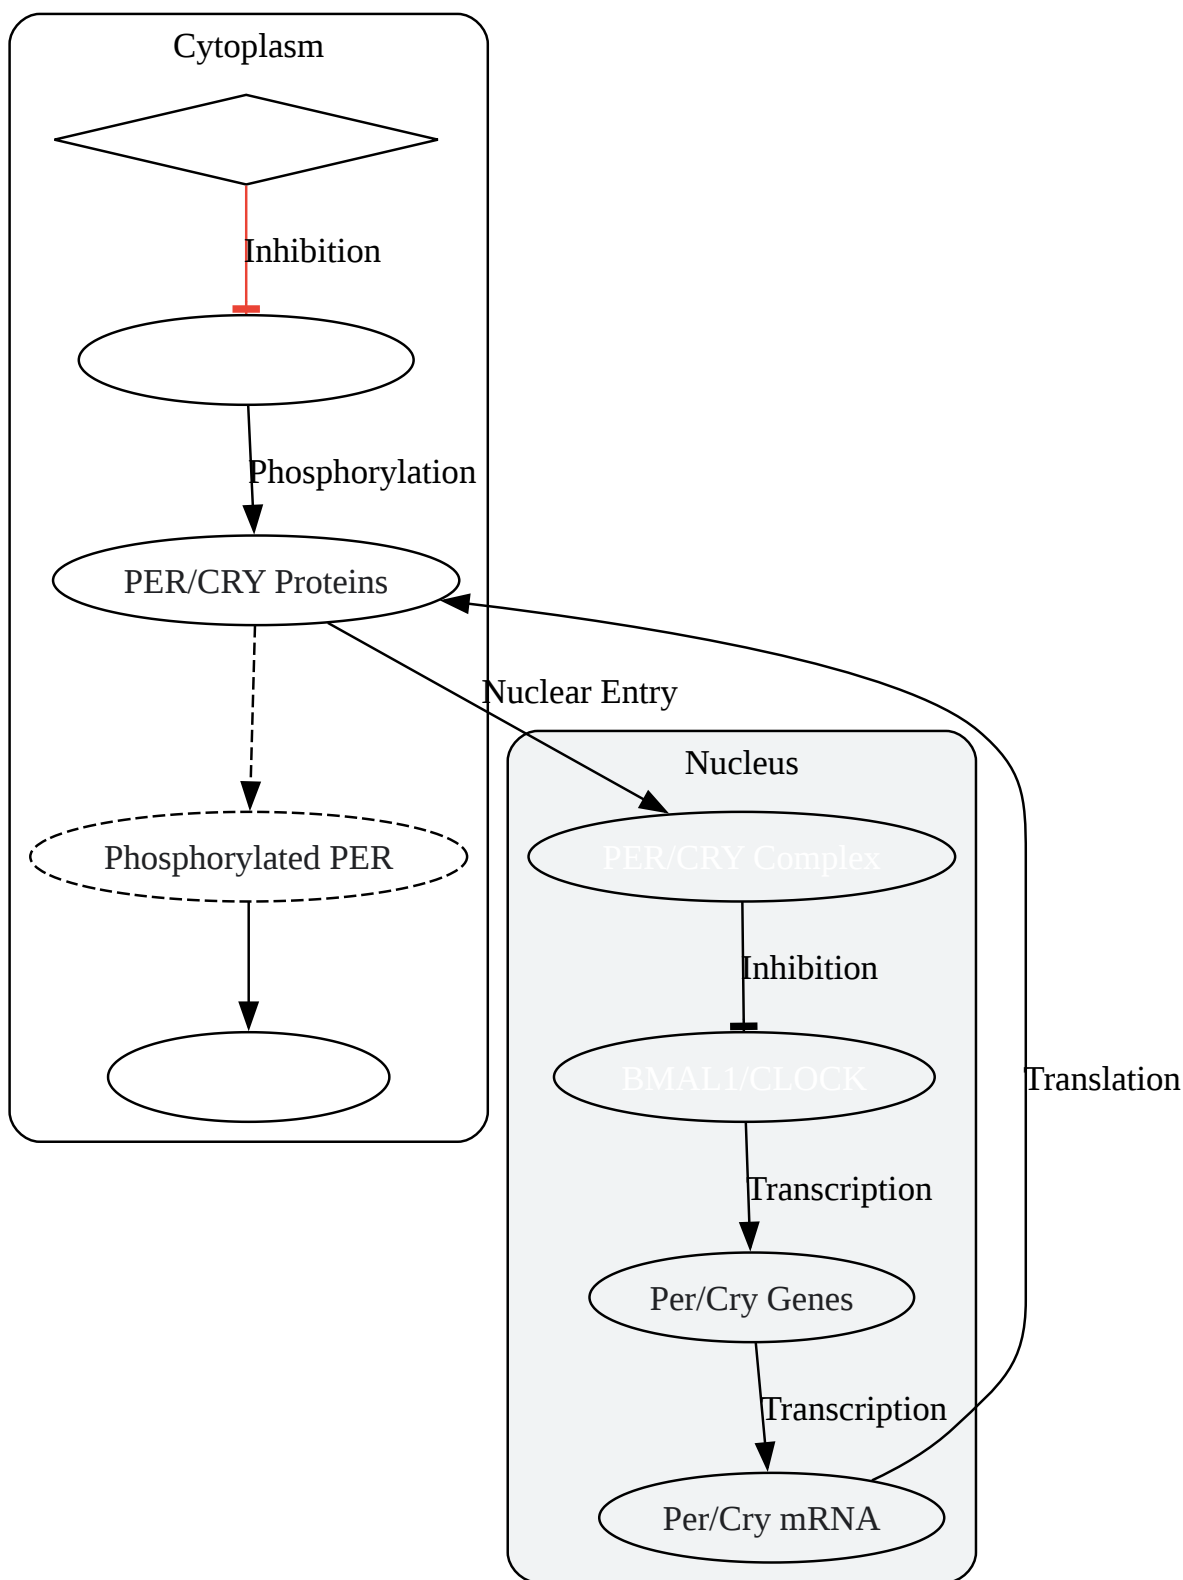 Cytoplasm
Inhibition
Phosphorylation
PER/CRY Proteins
Nuclear Entry
Nucleus
Phosphorylated PER
PER/CRY Complex
Inhibition
BMAL1/CLOCK
Translation
Transcription
Per/Cry Genes
Transcription
Per/Cry mRNA